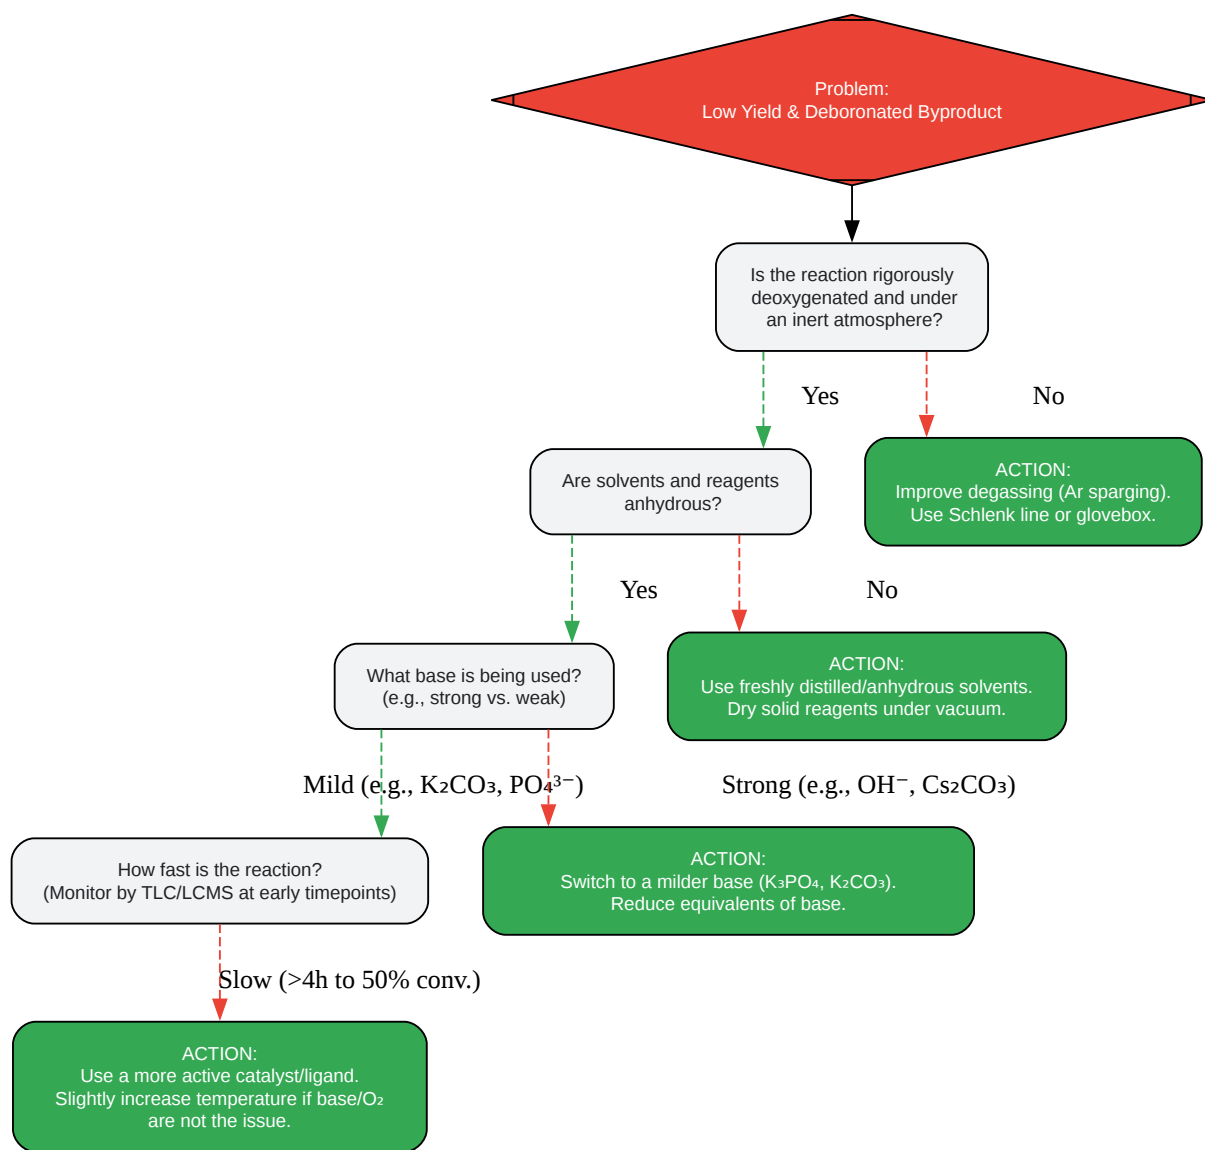 Problem:
Low Yield & Deboronated Byproduct
Is the reaction rigorously
deoxygenated and under
an inert atmosphere?
Yes
No
ACTION:
Improve degassing (Ar sparging).
Use Schlenk line or glovebox.
Are solvents and reagents
anhydrous?
Yes
No
ACTION:
Use freshly distilled/anhydrous solvents.
Dry solid reagents under vacuum.
What base is being used?
(e.g., strong vs. weak)
Mild (e.g., K₂CO₃, PO₄³⁻)
Strong (e.g., OH⁻, Cs₂CO₃)
ACTION:
Switch to a milder base (K₃PO₄, K₂CO₃).
Reduce equivalents of base.
How fast is the reaction?
(Monitor by TLC/LCMS at early timepoints)
Slow (>4h to 50% conv.)
ACTION:
Use a more active catalyst/ligand.
Slightly increase temperature if base/O₂
are not the issue.